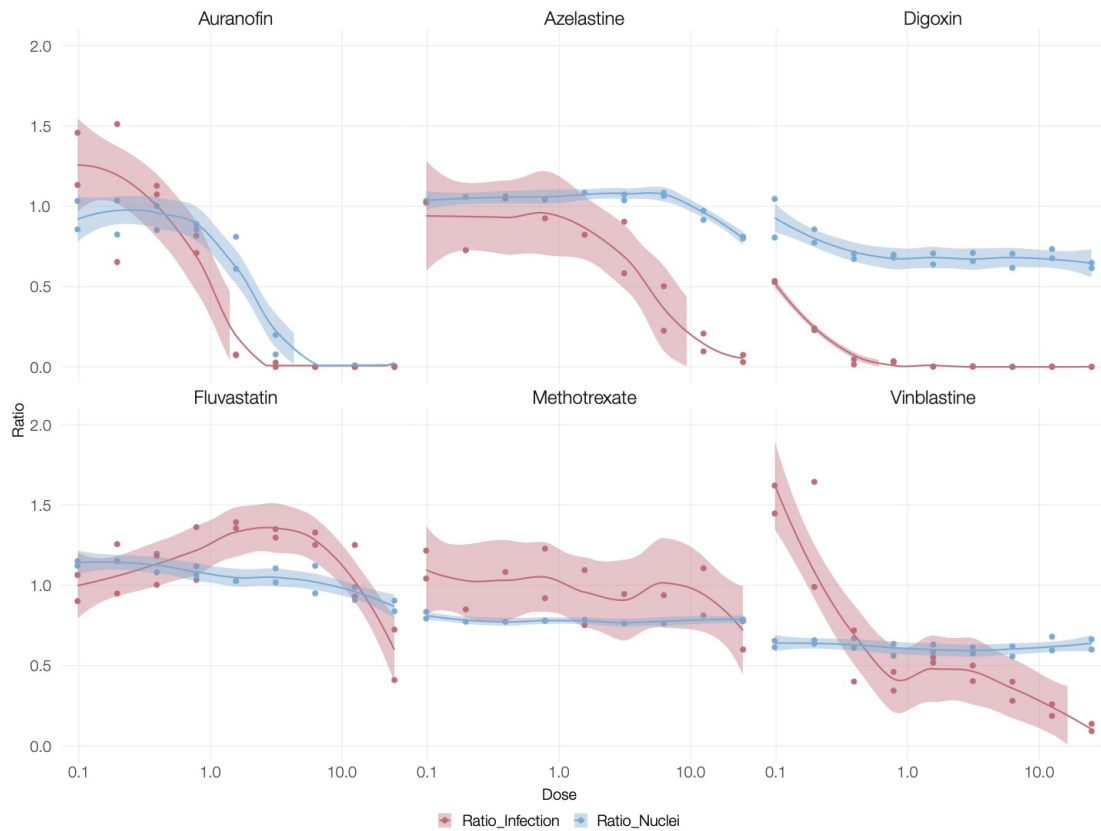 Auranofin Azelastine Digoxin
2.0
1.5
1.0
0.5
0.0
Fluvastatin Methotrexate Vinblastine
Ratio
2.0
1.5
1.0
0.5
0.0
0.1 1.0 10.0 0.1 1.0 10.0 0.1 1.0 10.0
Dose
Ratio_Infection Ratio_Nuclei